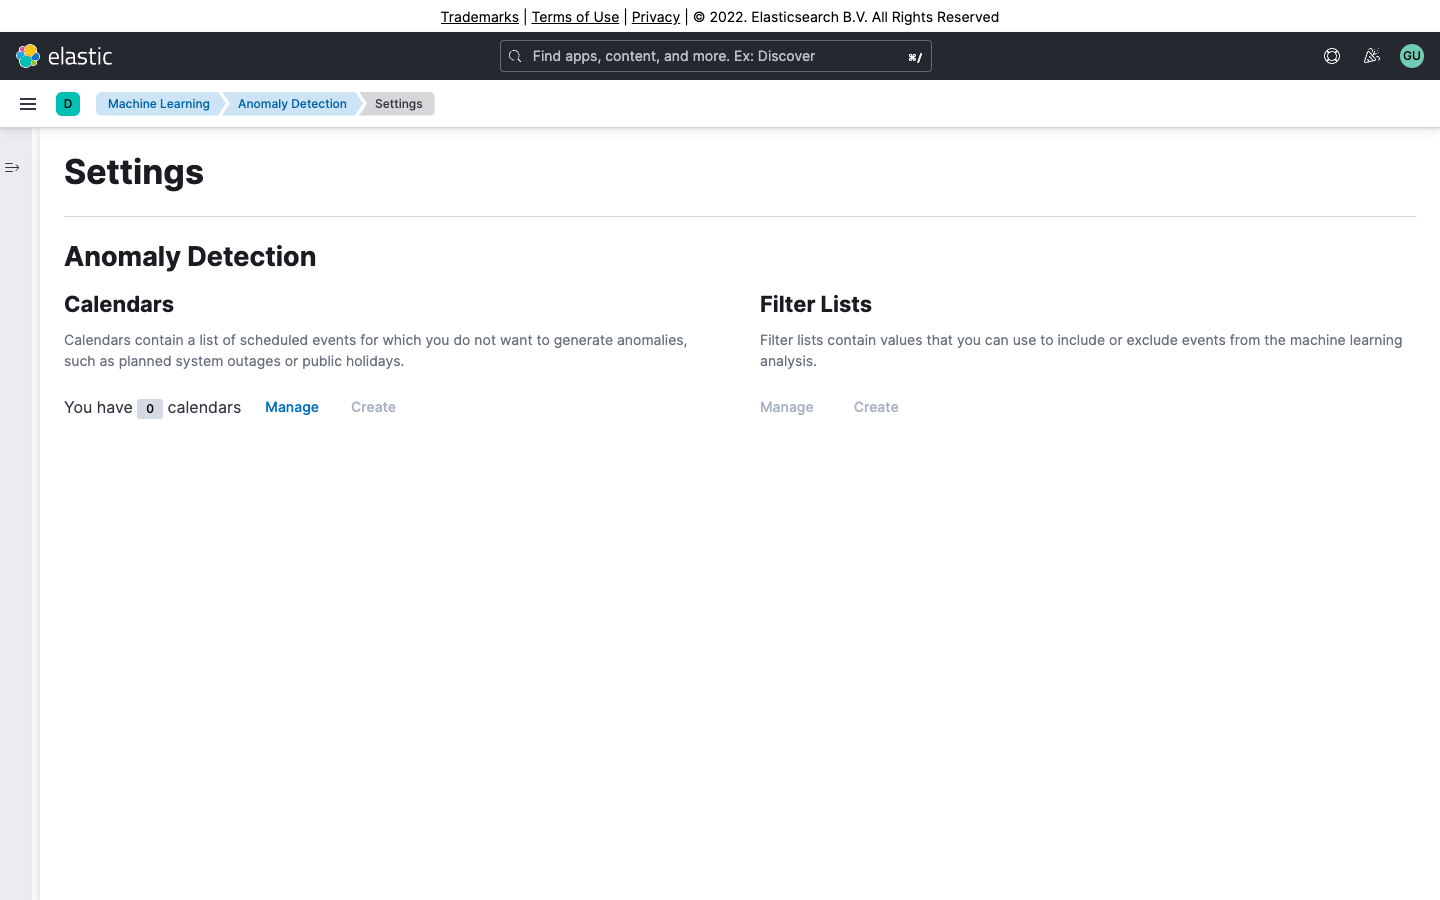 Trademarks | Terms of Use | Privacy | © 2022. Elasticsearch B.V. All Rights Reserved
elastic
Find apps, content, and more. Ex: Discover ⌘/
GU
D
Machine Learning
Anomaly Detection
Settings
Settings
Anomaly Detection
Calendars
Calendars contain a list of scheduled events for which you do not want to generate anomalies,
such as planned system outages or public holidays.
You have 0 calendars Manage Create
Filter Lists
Filter lists contain values that you can use to include or exclude events from the machine learning
analysis.
Manage Create